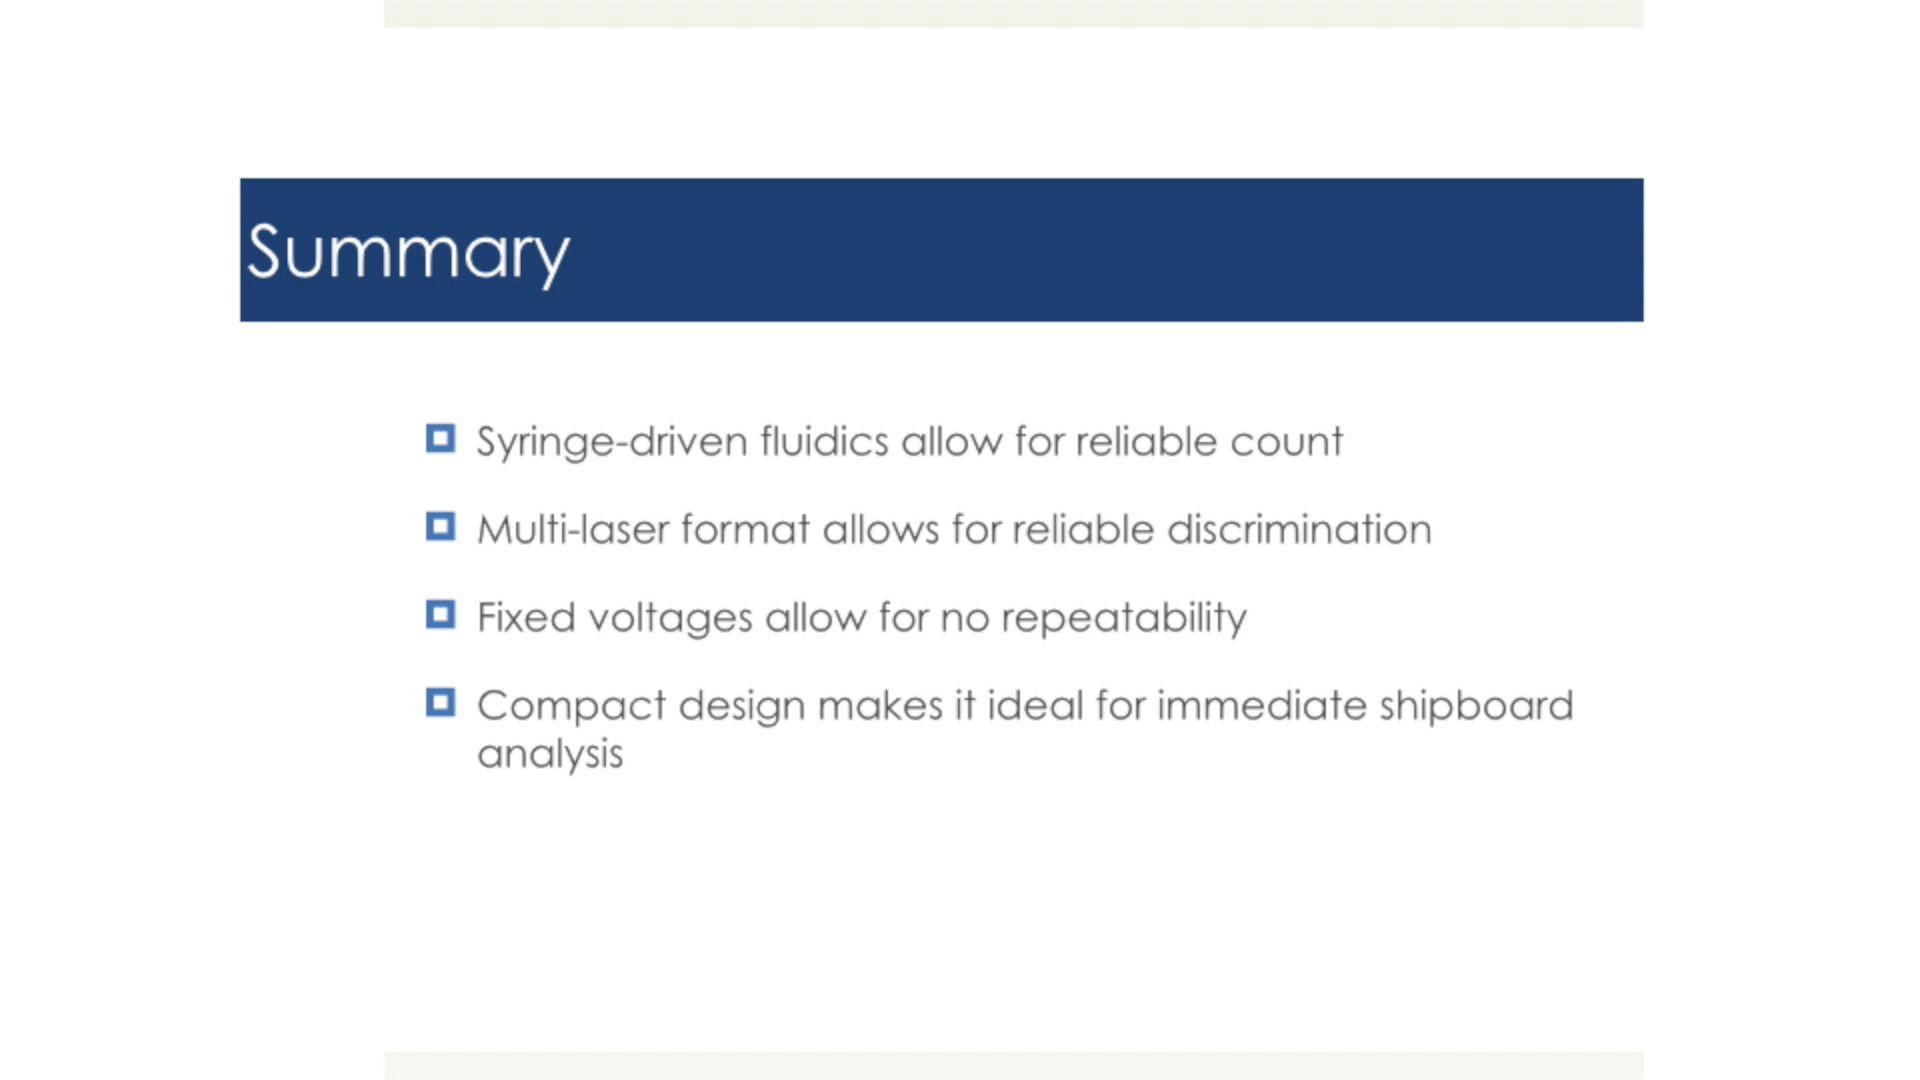 Summary
Syringe-driven fluidics allow for reliable count
Multi-laser format allows for reliable discrimination
Fixed voltages allow for no repeatability
Compact design makes it ideal for immediate shipboard
analysis